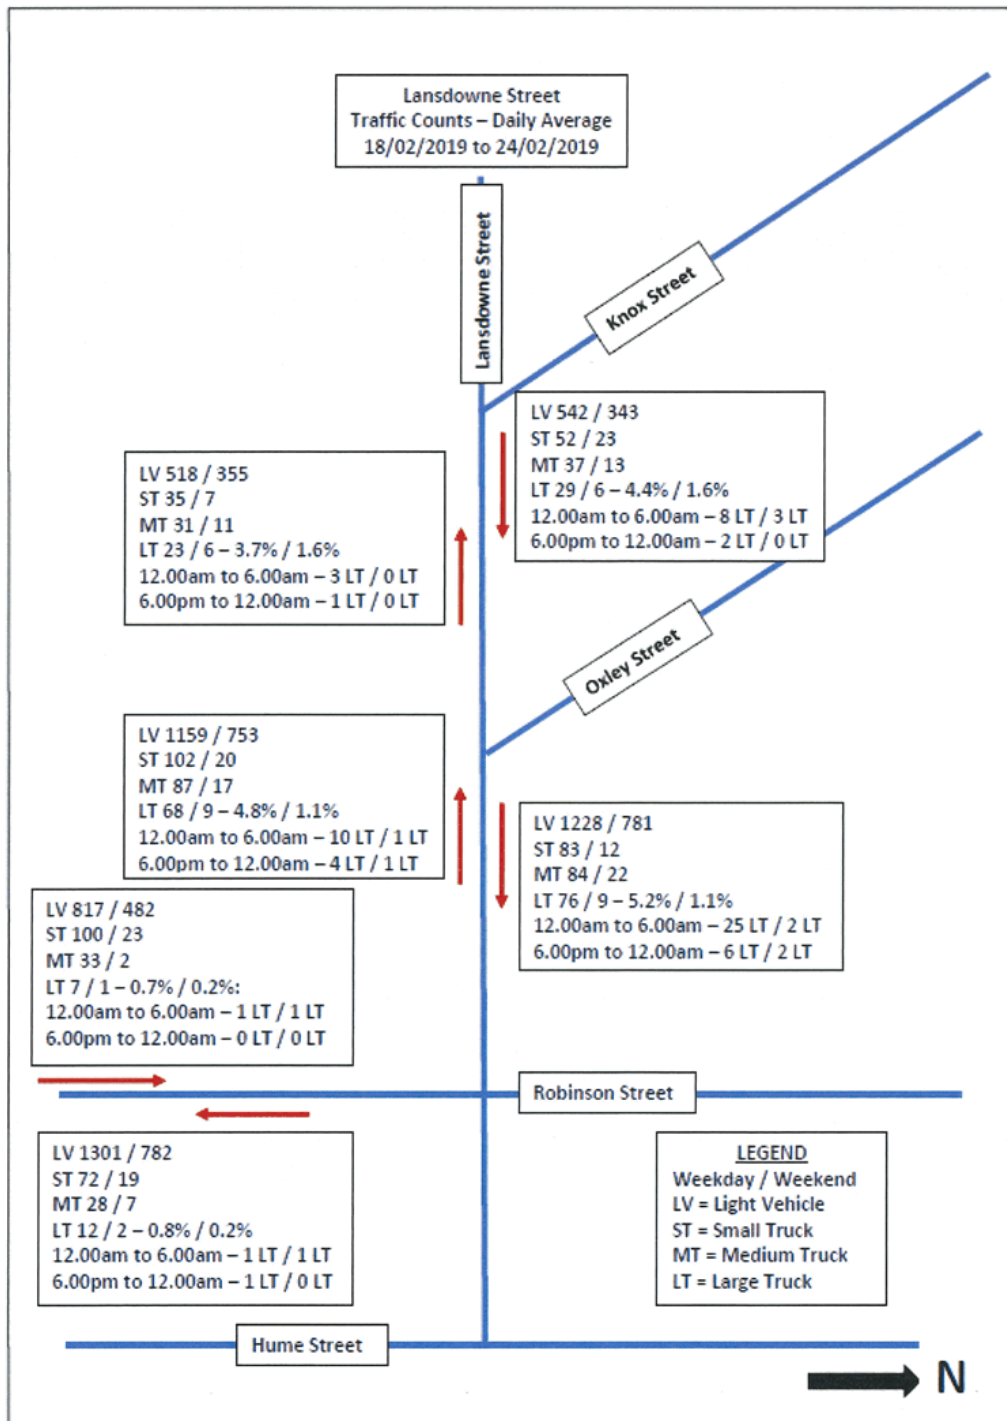 Lansdowne Street
Traffic Counts – Daily Average
18/02/2019 to 24/02/2019
Lansdowne Street
Knox Street
LV 542 / 343
ST 52 / 23
MT 37 / 13
LT 29 / 6 – 4.4% / 1.6%
12.00am to 6.00am – 8 LT / 3 LT
6.00pm to 12.00am – 2 LT / 0 LT
LV 518 / 355
ST 35 / 7
MT 31 / 11
LT 23 / 6 – 3.7% / 1.6%
12.00am to 6.00am – 3 LT / 0 LT
6.00pm to 12.00am – 1 LT / 0 LT
Oxley Street
LV 1159 / 753
ST 102 / 20
MT 87 / 17
LT 68 / 9 – 4.8% / 1.1%
12.00am to 6.00am – 10 LT / 1 LT
6.00pm to 12.00am – 4 LT / 1 LT
LV 1228 / 781
ST 83 / 12
MT 84 / 22
LT 76 / 9 – 5.2% / 1.1%
12.00am to 6.00am – 25 LT / 2 LT
6.00pm to 12.00am – 6 LT / 2 LT
LV 817 / 482
ST 100 / 23
MT 33 / 2
LT 7 / 1 – 0.7% / 0.2%:
12.00am to 6.00am – 1 LT / 1 LT
6.00pm to 12.00am – 0 LT / 0 LT
Robinson Street
LV 1301 / 782
ST 72 / 19
MT 28 / 7
LT 12 / 2 – 0.8% / 0.2%
12.00am to 6.00am – 1 LT / 1 LT
6.00pm to 12.00am – 1 LT / 0 LT
LEGEND
Weekday / Weekend
LV = Light Vehicle
ST = Small Truck
MT = Medium Truck
LT = Large Truck
Hume Street
N